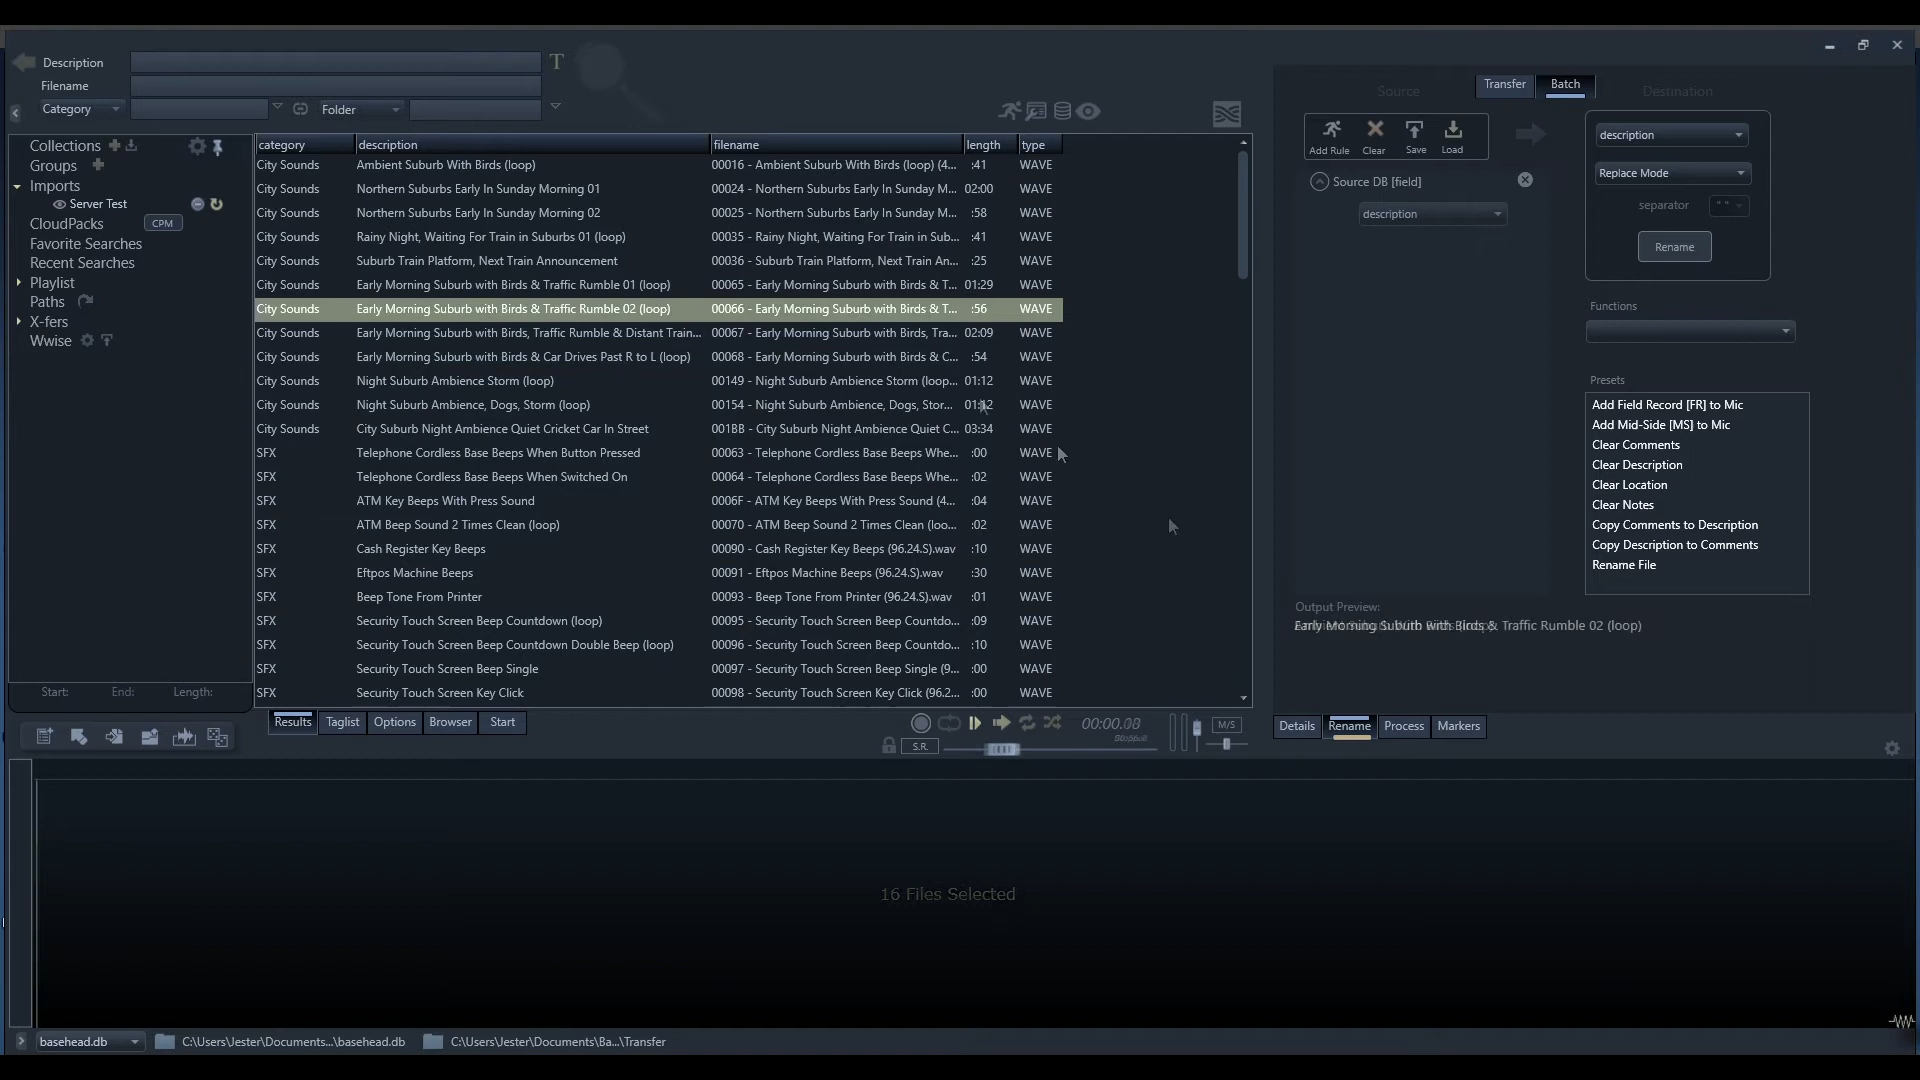 Description
T
Filename
Category
Folder
Transfer Batch
Source Destination
Add Rule Clear Save Load
description
Replace Mode
separator " "
Rename
Source DB [field]
description
Functions
Presets
Add Field Record [FR] to Mic
Add Mid-Side [MS] to Mic
Clear Comments
Clear Description
Clear Location
Clear Notes
Copy Comments to Description
Copy Description to Comments
Rename File
Output Preview:
& Traffic Rumble 02 (loop)
Collections
Groups
Imports
Server Test
CloudPacks CPM
Favorite Searches
Recent Searches
Playlist
Paths
X-fers
Wwise
Start: End: Length:
category description filename length type
City Sounds Ambient Suburb With Birds (loop) 00016 - Ambient Suburb With Birds (loop) (4... :41 WAVE
City Sounds Northern Suburbs Early In Sunday Morning 01 00024 - Northern Suburbs Early In Sunday M... 02:00 WAVE
City Sounds Northern Suburbs Early In Sunday Morning 02 00025 - Northern Suburbs Early In Sunday M... :58 WAVE
City Sounds Rainy Night, Waiting For Train in Suburbs 01 (loop) 00035 - Rainy Night, Waiting For Train in Sub... :41 WAVE
City Sounds Suburb Train Platform, Next Train Announcement 00036 - Suburb Train Platform, Next Train An... :25 WAVE
City Sounds Early Morning Suburb with Birds & Traffic Rumble 01 (loop) 00065 - Early Morning Suburb with Birds & T... 01:29 WAVE
City Sounds Early Morning Suburb with Birds & Traffic Rumble 02 (loop) 00066 - Early Morning Suburb with Birds & T... :56 WAVE
City Sounds Early Morning Suburb with Birds, Traffic Rumble & Distant Train... 00067 - Early Morning Suburb with Birds, Tra... 02:09 WAVE
City Sounds Early Morning Suburb with Birds & Car Drives Past R to L (loop) 00068 - Early Morning Suburb with Birds & C... :54 WAVE
City Sounds Night Suburb Ambience Storm (loop) 00149 - Night Suburb Ambience Storm (loop... 01:12 WAVE
City Sounds Night Suburb Ambience, Dogs, Storm (loop) 00154 - Night Suburb Ambience, Dogs, Stor... 01:12 WAVE
City Sounds City Suburb Night Ambience Quiet Cricket Car In Street 001BB - City Suburb Night Ambience Quiet C... 03:34 WAVE
SFX Telephone Cordless Base Beeps When Button Pressed 00063 - Telephone Cordless Base Beeps Whe... :00 WAVE
SFX Telephone Cordless Base Beeps When Switched On 00064 - Telephone Cordless Base Beeps Whe... :02 WAVE
SFX ATM Key Beeps With Press Sound 0006F - ATM Key Beeps With Press Sound (4... :04 WAVE
SFX ATM Beep Sound 2 Times Clean (loop) 00070 - ATM Beep Sound 2 Times Clean (loo... :02 WAVE
SFX Cash Register Key Beeps 00090 - Cash Register Key Beeps (96.24.S).wav :10 WAVE
SFX Eftpos Machine Beeps 00091 - Eftpos Machine Beeps (96.24.S).wav :30 WAVE
SFX Beep Tone From Printer 00093 - Beep Tone From Printer (96.24.S).wav :01 WAVE
SFX Security Touch Screen Beep Countdown (loop) 00095 - Security Touch Screen Beep Countdo... :09 WAVE
SFX Security Touch Screen Beep Countdown Double Beep (loop) 00096 - Security Touch Screen Beep Countdo... :10 WAVE
SFX Security Touch Screen Beep Single 00097 - Security Touch Screen Beep Single (9... :00 WAVE
SFX Security Touch Screen Key Click 00098 - Security Touch Screen Key Click (96.2... :00 WAVE
Results Taglist Options Browser Start
00:00.08
M/S
S.R.
Details Rename Process Markers
16 Files Selected
basehead.db C:\Users\Jester\Documents...\basehead.db C:\Users\Jester\Documents\Ba...\Transfer